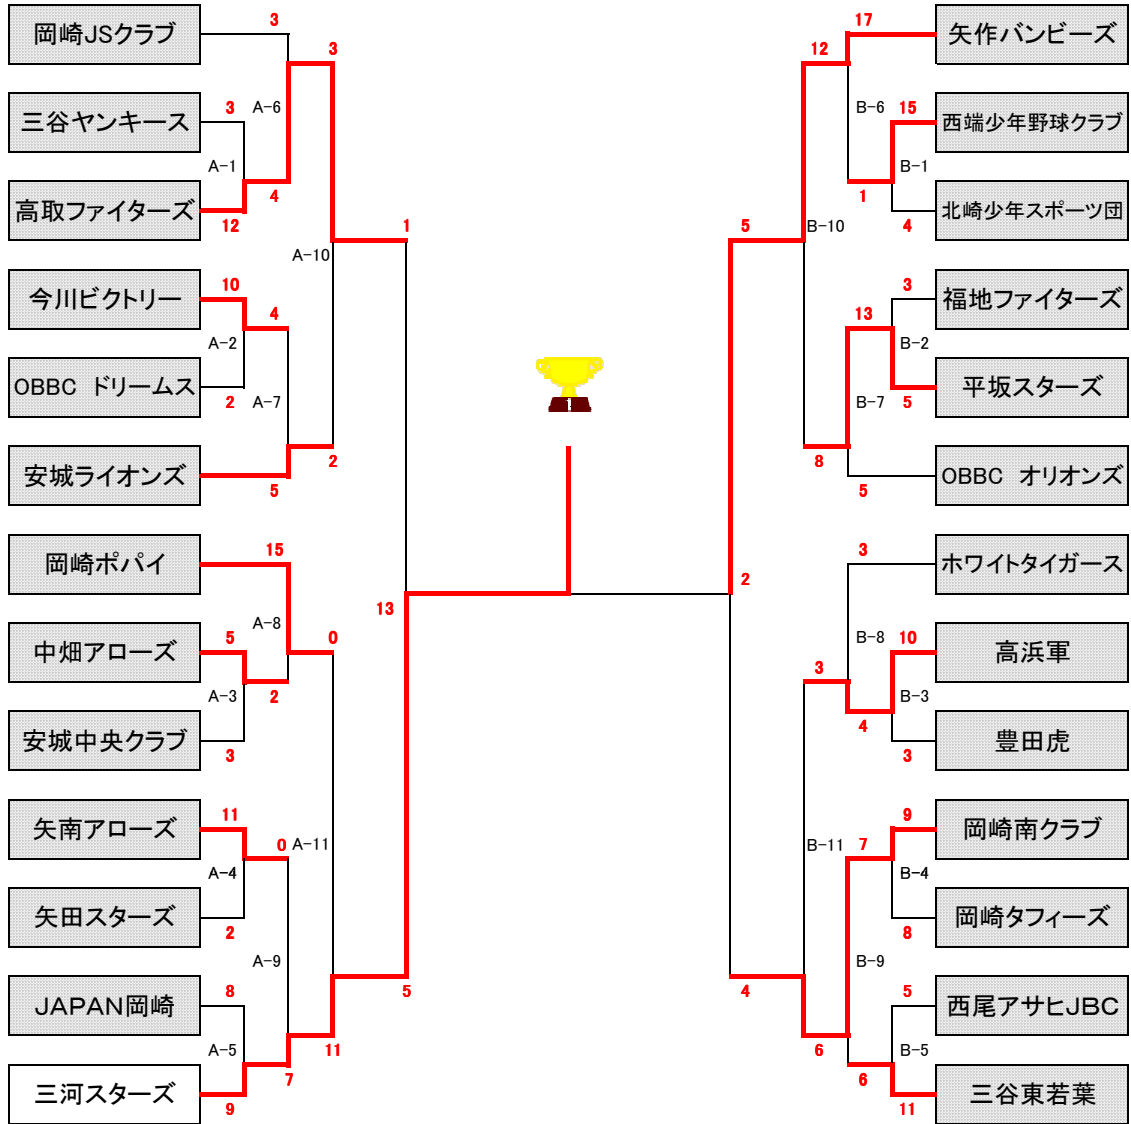 岡崎JSクラブ
3
3
A-6
三谷ヤンキース
3
A-1
4
高取ファイターズ
12
1
A-10
今川ビクトリー
10
4
A-2
OBBC ドリームス
2
A-7
安城ライオンズ
5
2
岡崎ポパイ
15
13
A-8
0
中畑アローズ
5
A-3
2
安城中央クラブ
3
矢南アローズ
11
0
A-11
A-4
矢田スターズ
2
A-9
JAPAN岡崎
8
5
A-5
11
三河スターズ
9
7
17
矢作バンビーズ
12
B-6
15
西端少年野球クラブ
B-1
1
北崎少年スポーツ団
4
5
B-10
3
福地ファイターズ
13
B-2
平坂スターズ
5
B-7
8
OBBC オリオンズ
5
3
ホワイトタイガース
2
B-8
10
高浜軍
3
B-3
4
豊田虎
3
9
岡崎南クラブ
B-11
7
B-4
岡崎タフィーズ
8
B-9
5
西尾アサヒJBC
4
B-5
6
6
三谷東若葉
11